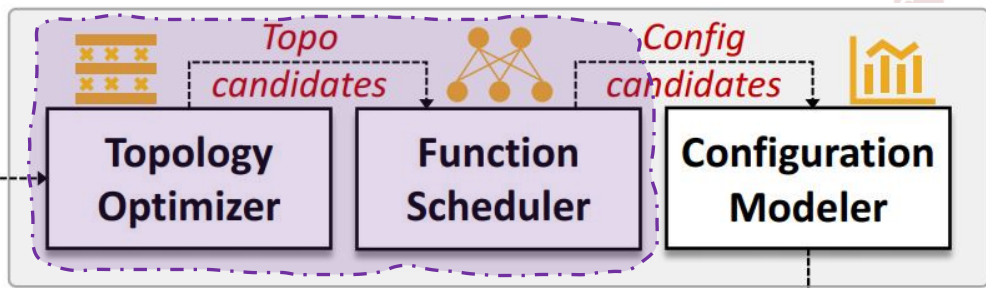 Topo
candidates
Config
candidates
Topology
Optimizer
Function
Scheduler
Configuration
Modeler